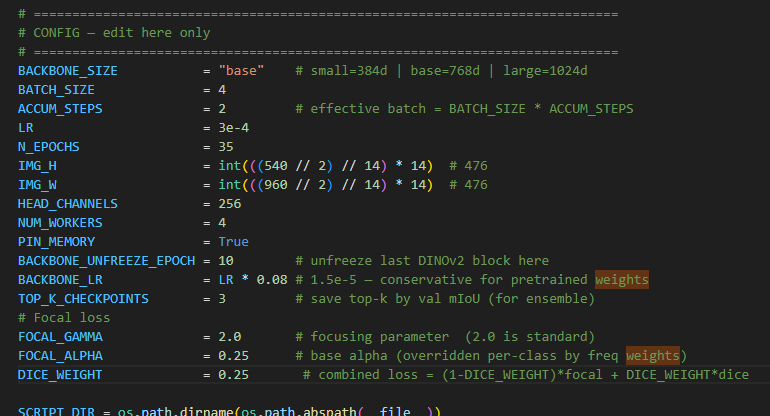 # ============================================================================
# CONFIG — edit here only
# ============================================================================
BACKBONE_SIZE = "base" # small=384d | base=768d | large=1024d
BATCH_SIZE = 4
ACCUM_STEPS = 2 # effective batch = BATCH_SIZE * ACCUM_STEPS
LR = 3e-4
N_EPOCHS = 35
IMG_H = int(((540 // 2) // 14) * 14) # 476
IMG_W = int(((960 // 2) // 14) * 14) # 476
HEAD_CHANNELS = 256
NUM_WORKERS = 4
PIN_MEMORY = True
BACKBONE_UNFREEZE_EPOCH = 10 # unfreeze last DINOv2 block here
BACKBONE_LR = LR * 0.08 # 1.5e-5 — conservative for pretrained weights
TOP_K_CHECKPOINTS = 3 # save top-k by val mIoU (for ensemble)
# Focal loss
FOCAL_GAMMA = 2.0 # focusing parameter (2.0 is standard)
FOCAL_ALPHA = 0.25 # base alpha (overridden per-class by freq weights)
DICE_WEIGHT = 0.25 # combined loss = (1-DICE_WEIGHT)*focal + DICE_WEIGHT*dice
SCRIPT_DIR = os.path.dirname(os.path.abspath(__file__))